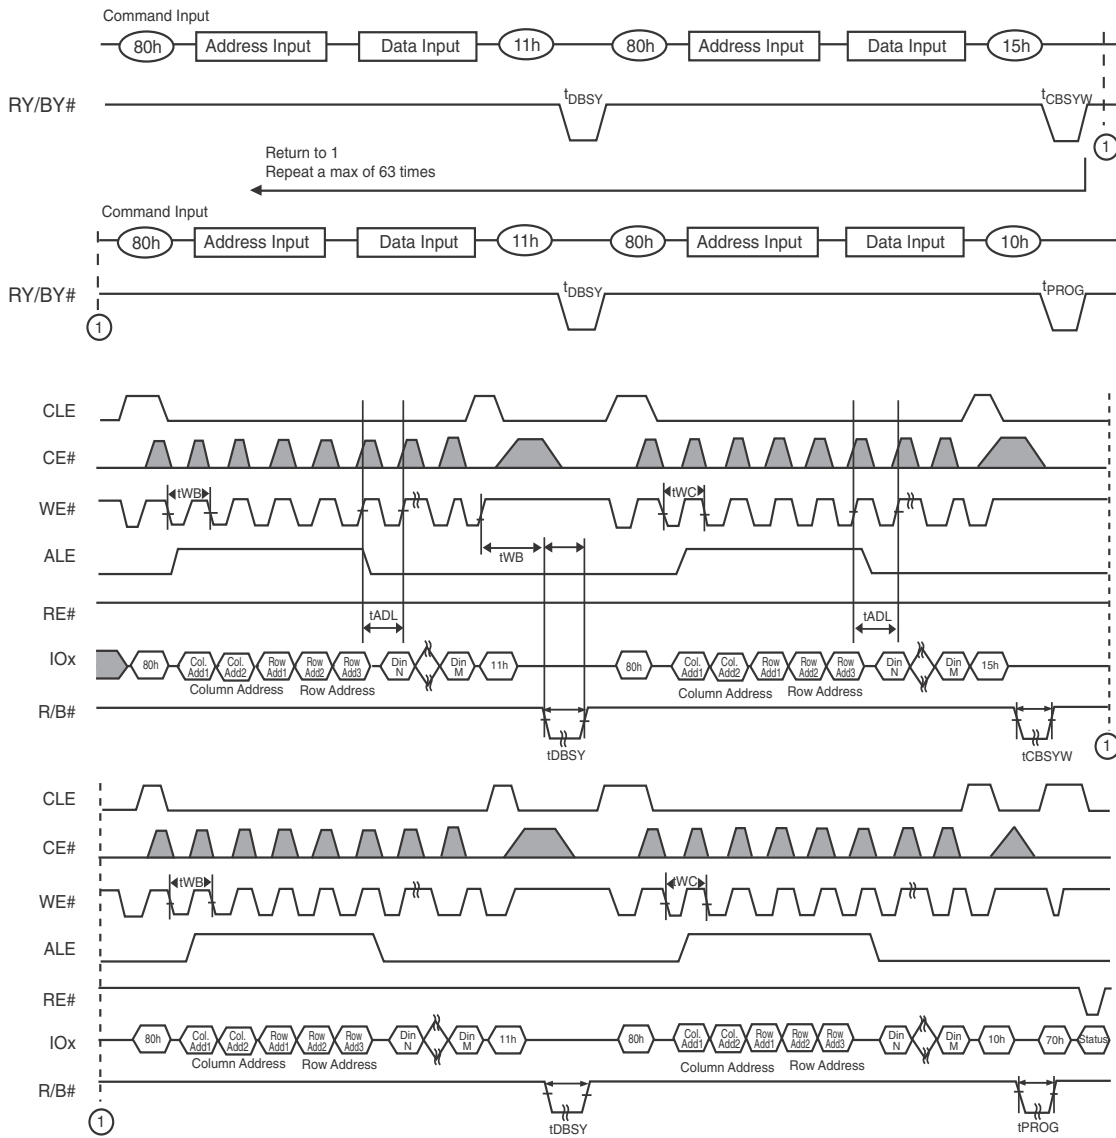 Command Input
80h Address Input Data Input 11h 80h Address Input Data Input 15h
RY/BY# tDBSY tCBSYW
1
Return to 1
Repeat a max of 63 times
Command Input
80h Address Input Data Input 11h 80h Address Input Data Input 10h
RY/BY# tDBSY tPROG
1
CLE
CE#
WE# tWB tWC
ALE tWB
RE# tADL tADL
IOx 80h Col. Add1 Col. Add2 Row Add1 Row Add2 Row Add3 Din N Din M 11h 80h Col. Add1 Col. Add2 Row Add1 Row Add2 Row Add3 Din N Din M 15h
Column Address Row Address Column Address Row Address
R/B#
tDBSY tCBSYW
1
CLE
CE#
WE# tWB tWC
ALE
RE#
IOx 80h Col. Add1 Col. Add2 Row Add1 Row Add2 Row Add3 Din N Din M 11h 80h Col. Add1 Col. Add2 Row Add1 Row Add2 Row Add3 Din N Din M 10h 70h Status
Column Address Row Address Column Address Row Address
R/B#
1
tDBSY tPROG